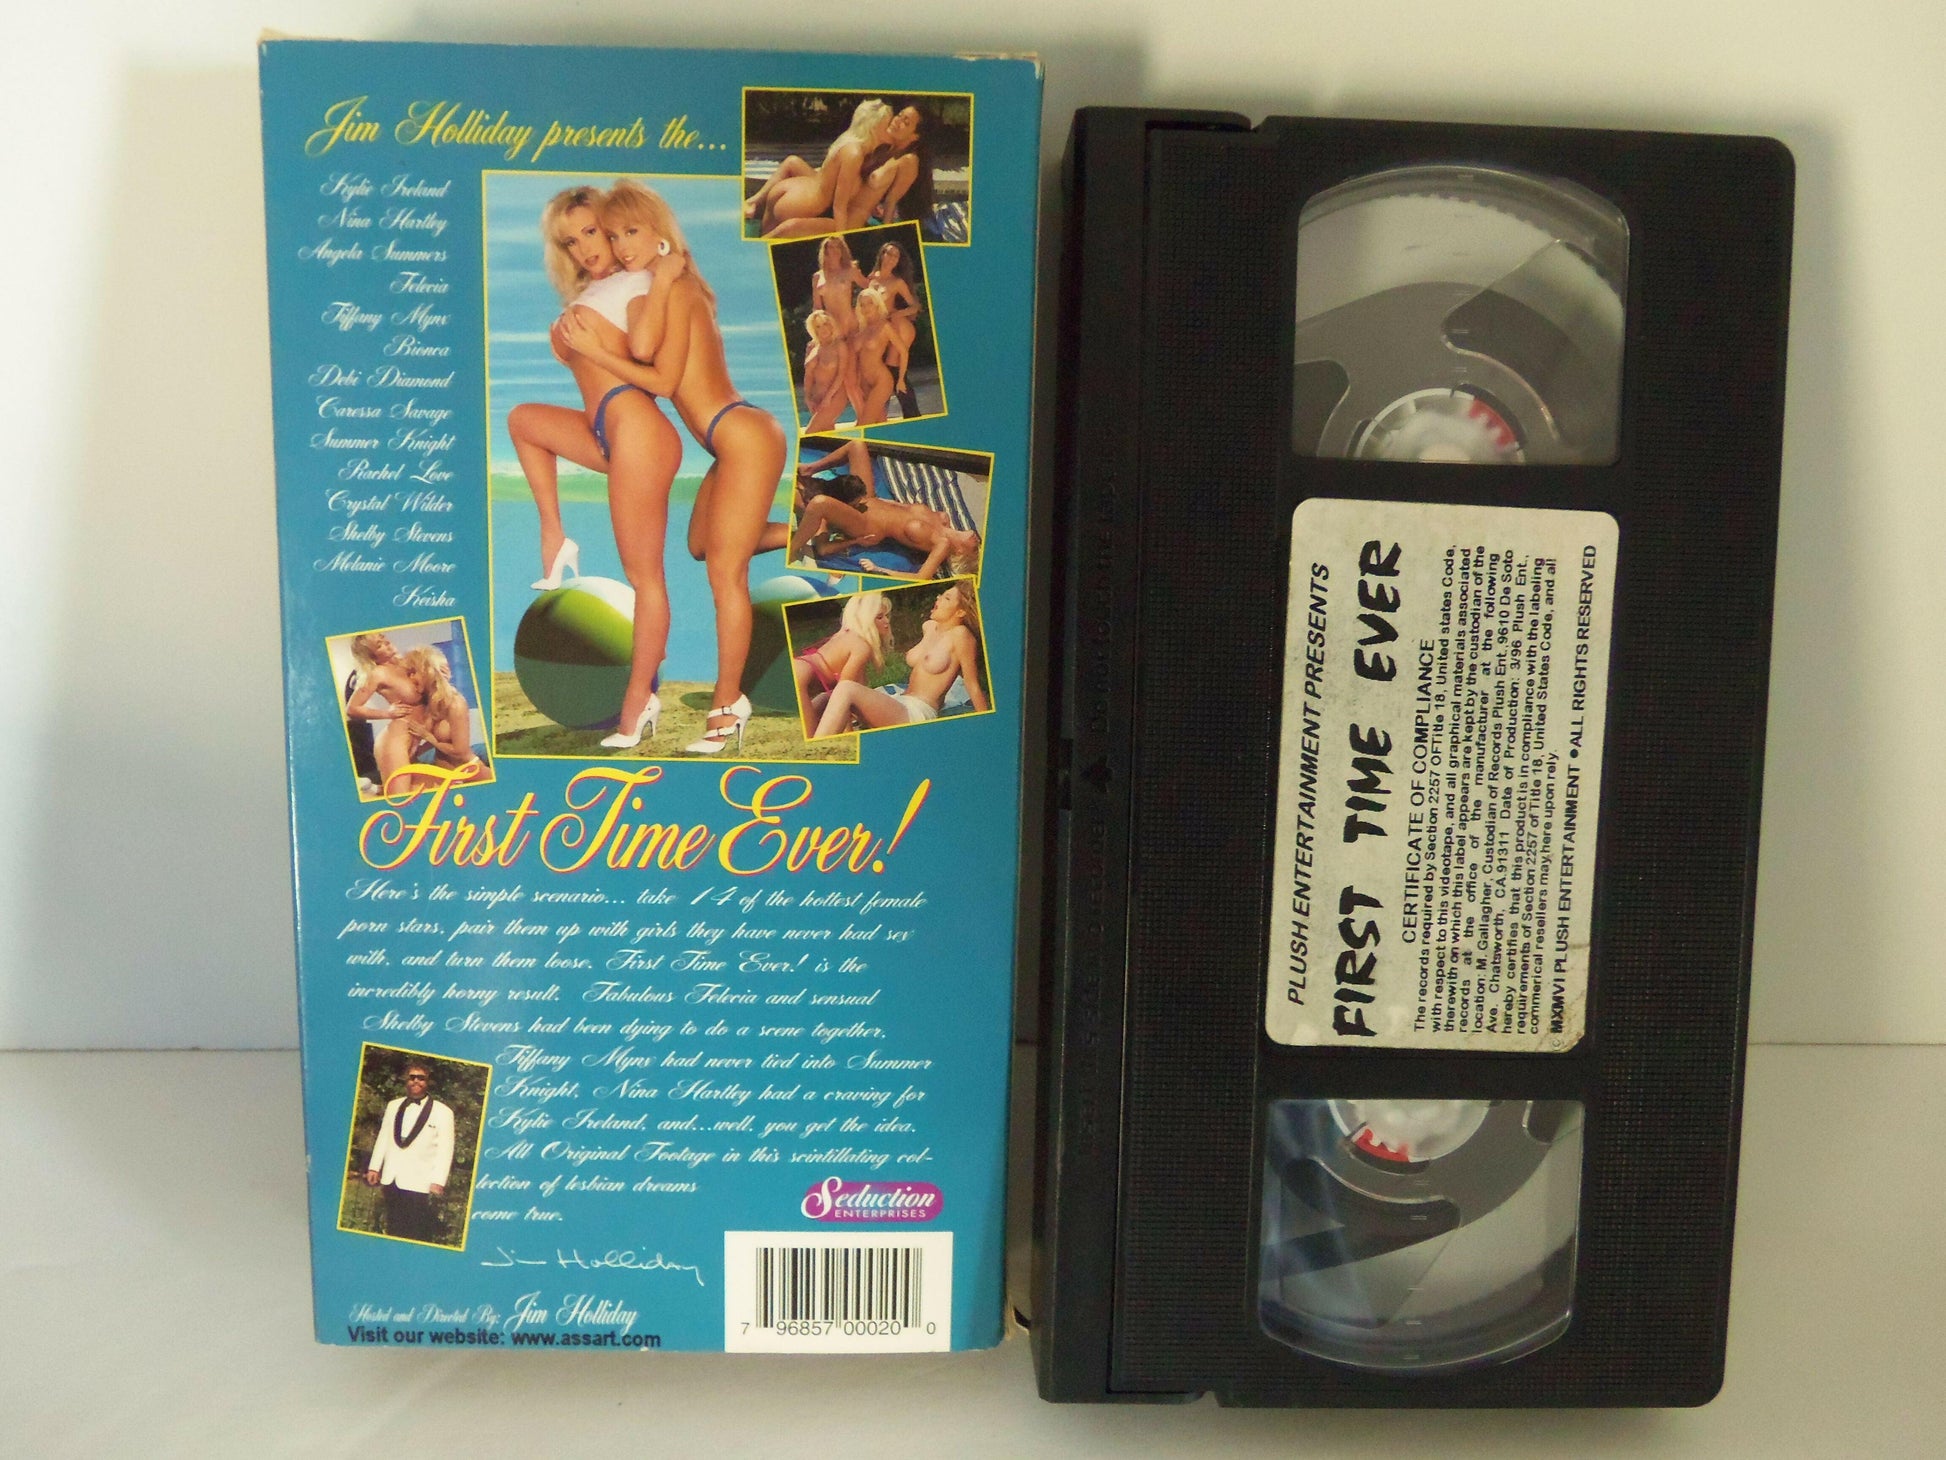 Jim Holliday presents the...
Kylie Ireland
Nina Hartley
Angela Summers
Felecia
Tiffany Mynx
Bionca
Debi Diamond
Caressa Savage
Summer Knight
Rachel Love
Crystal Wilder
Shelby Stevens
Melanie Moore
Keisha
First Time Ever!
Here's the simple scenario... take 14 of the hottest female
porn stars, pair them up with girls they have never had sex
with, and turn them loose. First Time Ever! is the
incredibly horny result. Fabulous Felecia and sensual
Shelby Stevens had been dying to do a scene together,
Tiffany Mynx had never tied into Summer
Knight, Nina Hartley had a craving for
Kylie Ireland, and...well, you get the idea.
All Original Footage in this scintillating col-
lection of lesbian dreams
come true.
Seduction
ENTERPRISES
Jim Holliday
Hosted and Directed By: Jim Holliday
Visit our website: www.assart.com
7 96857 00020 0
PLUSH ENTERTAINMENT PRESENTS
FIRST TIME EVER
CERTIFICATE OF COMPLIANCE
The records required by Section 2257 OF Title 18, United states Code,
with respect to this videotape, and all graphical materials associated
therewith on which this label appears are kept by the custodian of the
records at the office of the manufacturer at the following
location: M. Gallagher, Custodian of Records Plush Ent., 9610 De Soto
Ave. Chatsworth, CA. 91311 Date of Production: 3/96 Plush Ent.,
hereby certifies that this product is in compliance with the labeling
requirements of Section 2257 of Title 18, United States Code, and all
commercial resellers may here upon rely.
© MXMVI PLUSH ENTERTAINMENT • ALL RIGHTS RESERVED